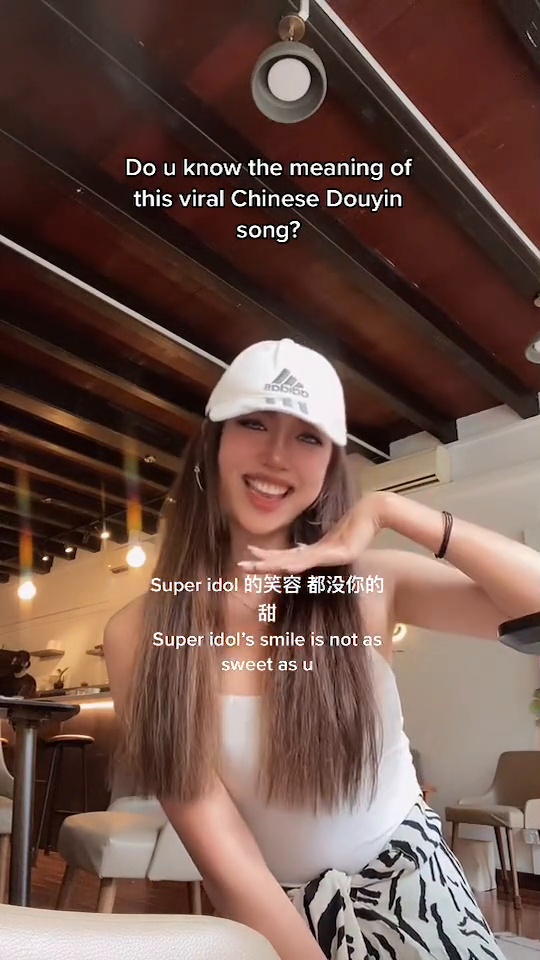 Do u know the meaning of
this viral Chinese Douyin
song?
adidas
Super idol 的笑容 都没你的
甜
Super idol's smile is not as
sweet as u